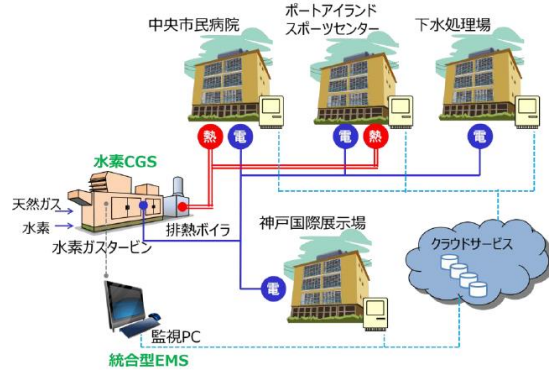 中央市民病院
ポートアイランド
スポーツセンター
下水処理場
熱
電
電
熱
電
水素CGS
天然ガス
水素
水素ガスタービン
排熱ボイラ
神戸国際展示場
電
クラウドサービス
監視PC
統合型EMS